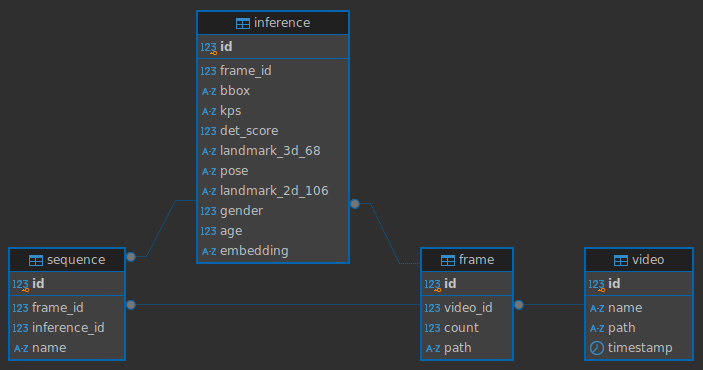 inference
123 id
123 frame_id
A-Z bbox
A-Z kps
123 det_score
A-Z landmark_3d_68
A-Z pose
A-Z landmark_2d_106
123 gender
123 age
A-Z embedding
sequence
123 id
123 frame_id
123 inference_id
A-Z name
frame
123 id
123 video_id
123 count
A-Z path
video
123 id
A-Z name
A-Z path
timestamp